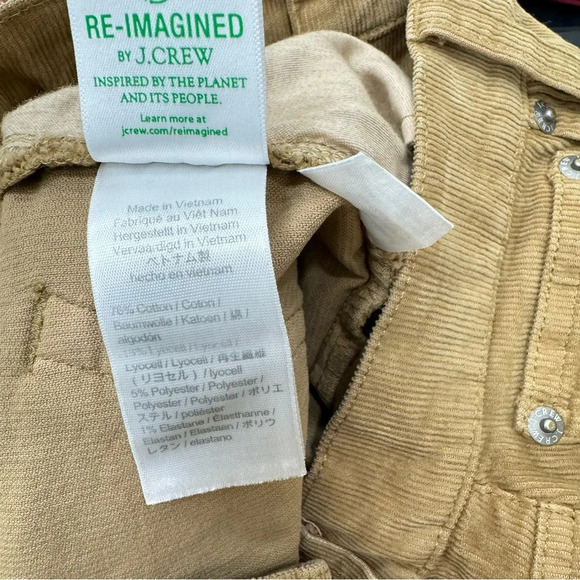 RE-IMAGINED
BY J.CREW
INSPIRED BY THE PLANET
AND ITS PEOPLE.
Learn more at
jcrew.com/reimagined
Made in Vietnam
Fabriqué au Viêt Nam
Hergestellt in Vietnam
Vervaardigd in Vietnam
ベトナム製
hecho en vietnam
76% Cotton / Coton /
Baumwolle / Katoen / 綿 /
algodón
Lyocell / Lyocell /
Lyocell / Lyocell / 再生繊維
(リヨセル) / lyocell
5% Polyester / Polyester /
Polyester / Polyester / ポリエ
ステル / poliéster
1% Elastane / Elasthanne /
Elastan / Elastaan / ポリウ
レタン / elastano
J.CREW